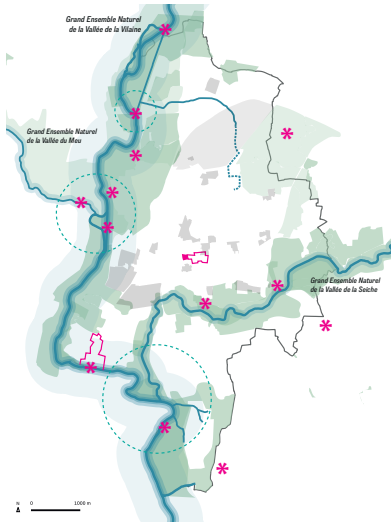 Grand Ensemble Naturel
de la Vallée de la Vilaine
Grand Ensemble Naturel
de la Vallée du Meu
Grand Ensemble Naturel
de la Vallée de la Seiche
N
0 1000 m